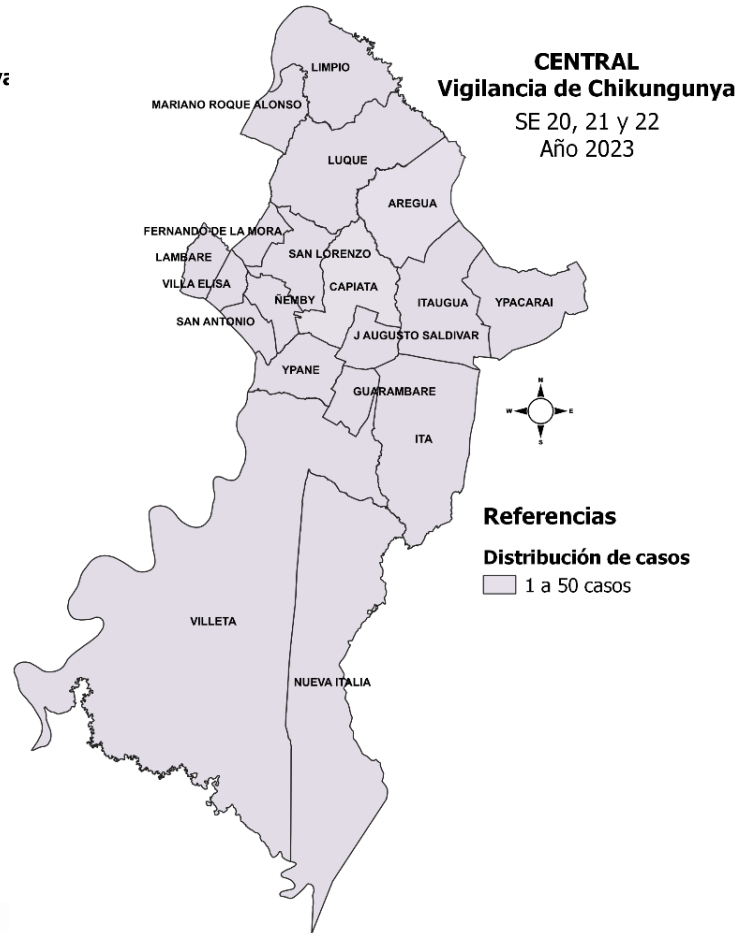 CENTRAL
Vigilancia de Chikungunya
SE 20, 21 y 22
Año 2023
LIMPIO
MARIANO ROQUE ALONSO
LUQUE
AREGUA
FERNANDO DE LA MORA
SAN LORENZO
LAMBARE
VILLA ELISA
CAPIATA
ÑEMBY
ITAUGUA
YPACARAI
SAN ANTONIO
J AUGUSTO SALDIVAR
YPANE
GUARAMBARE
ITA
N
W
E
S
Referencias
Distribución de casos
1 a 50 casos
VILLETA
NUEVA ITALIA